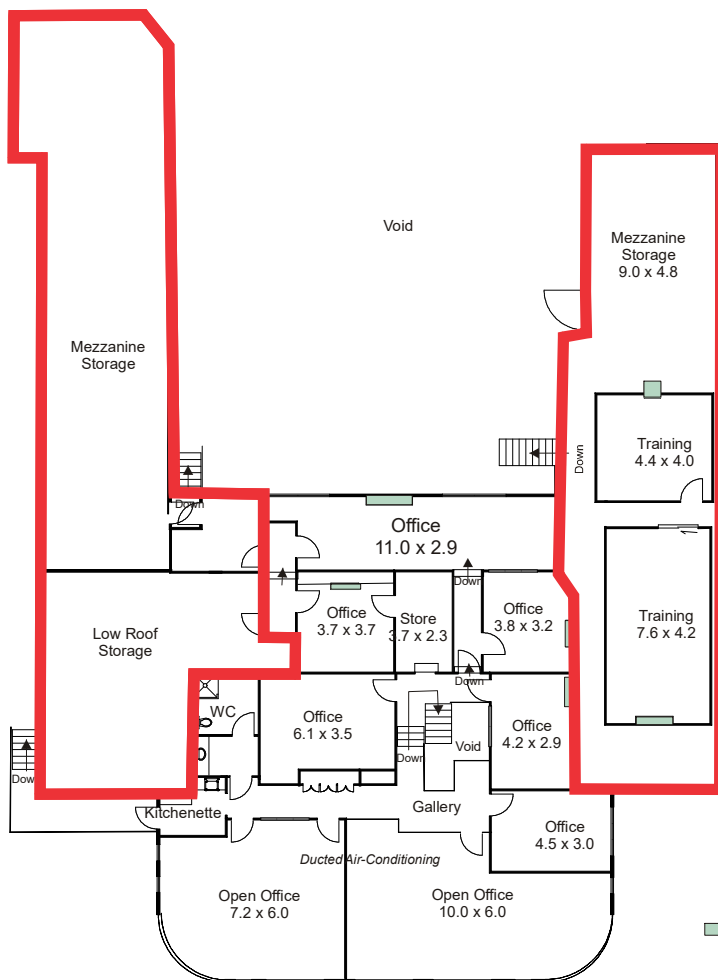 Void
Mezzanine
Storage
9.0 x 4.8
Mezzanine
Storage
Training
4.4 x 4.0
Down
Down
Office
11.0 x 2.9
Down
Office
3.7 x 3.7
Store
3.7 x 2.3
Office
3.8 x 3.2
Training
7.6 x 4.2
Low Roof
Storage
Down
WC
Office
6.1 x 3.5
Office
4.2 x 2.9
Void
Down
Down
Kitchenette
Gallery
Office
4.5 x 3.0
Ducted Air-Conditioning
Open Office
7.2 x 6.0
Open Office
10.0 x 6.0